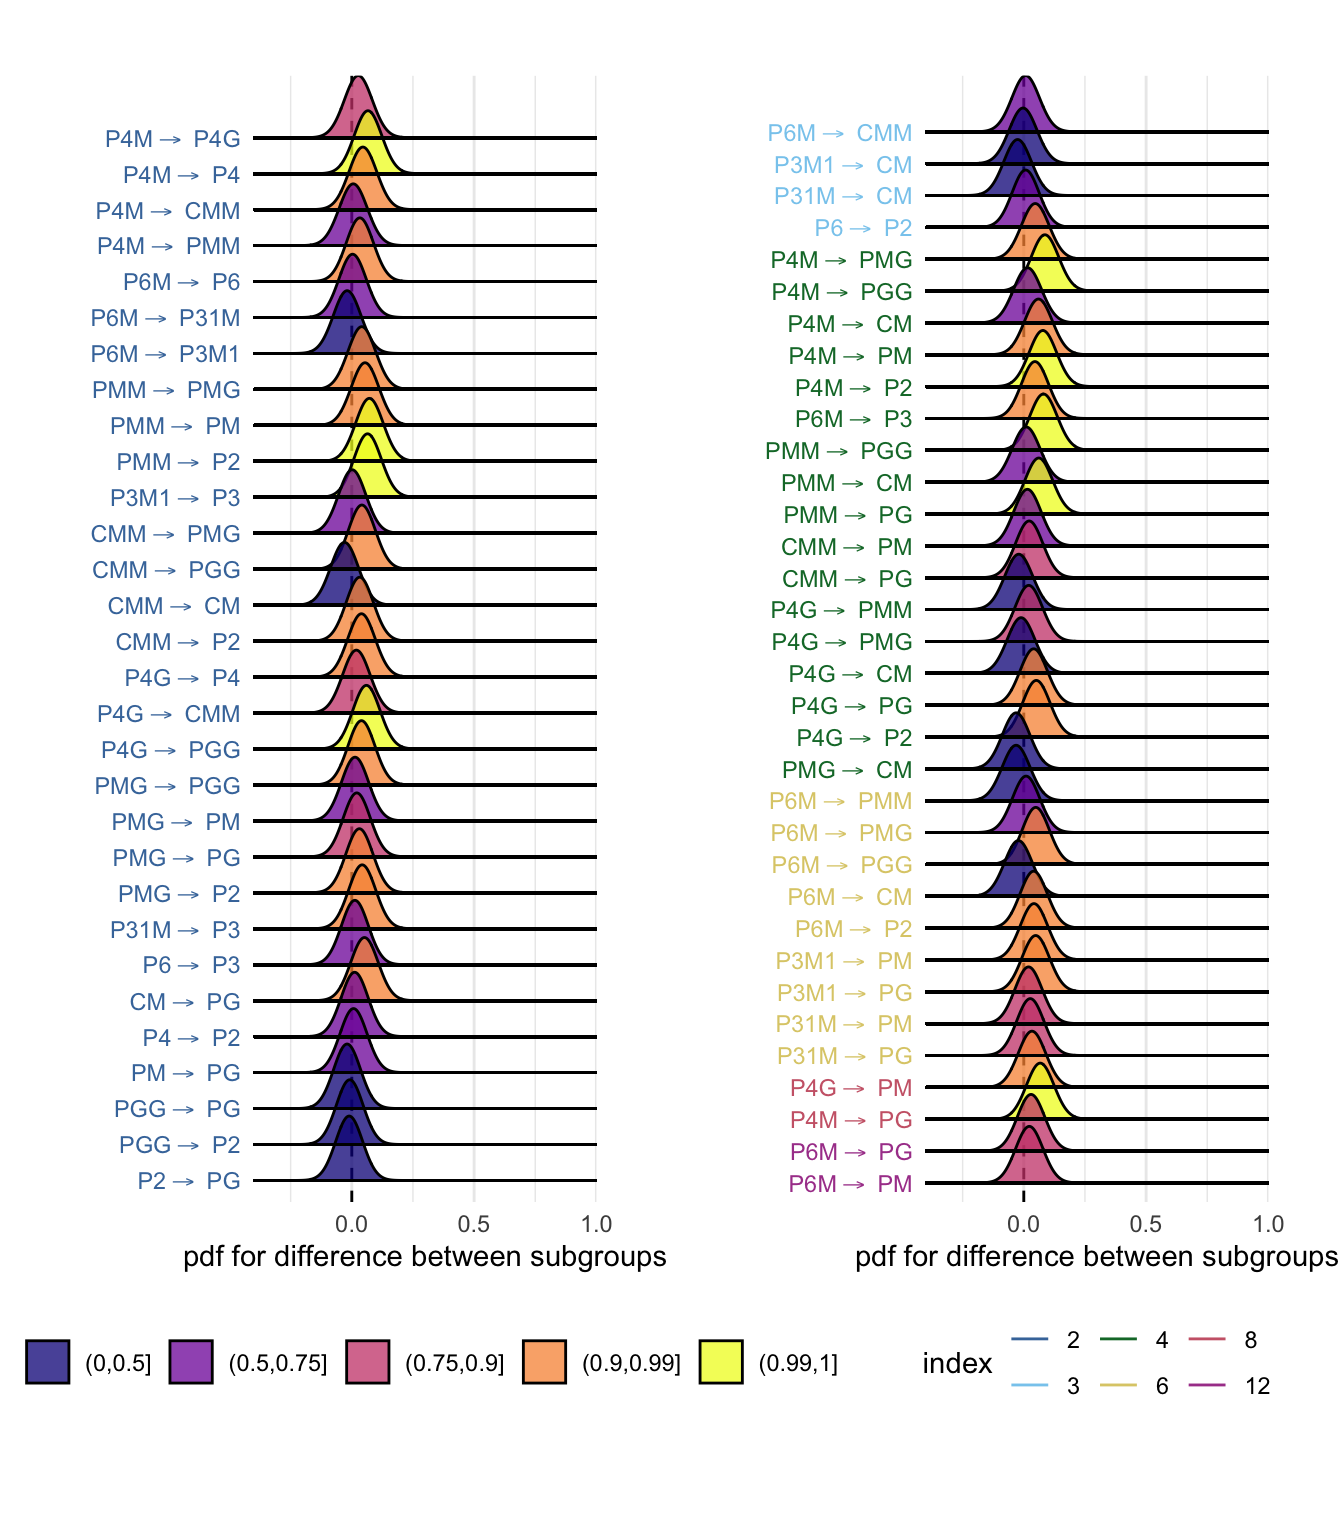 P4M → P4G
P4M → P4
P4M → CMM
P4M → PMM
P6M → P6
P6M → P31M
P6M → P3M1
PMM → PMG
PMM → PM
PMM → P2
P3M1 → P3
CMM → PMG
CMM → PGG
CMM → CM
CMM → P2
P4G → P4
P4G → CMM
P4G → PGG
PMG → PGG
PMG → PM
PMG → PG
PMG → P2
P31M → P3
P6 → P3
CM → PG
P4 → P2
PM → PG
PGG → PG
PGG → P2
P2 → PG
0.0 0.5 1.0
pdf for difference between subgroups
P6M → CMM
P3M1 → CM
P31M → CM
P6 → P2
P4M → PMG
P4M → PGG
P4M → CM
P4M → PM
P4M → P2
P6M → P3
PMM → PGG
PMM → CM
PMM → PG
CMM → PM
CMM → PG
P4G → PMM
P4G → PMG
P4G → CM
P4G → PG
P4G → P2
PMG → CM
P6M → PMM
P6M → PMG
P6M → PGG
P6M → CM
P6M → P2
P3M1 → PM
P3M1 → PG
P31M → PM
P31M → PG
P4G → PM
P4M → PG
P6M → PG
P6M → PM
0.0 0.5 1.0
pdf for difference between subgroups
(0,0.5] (0.5,0.75] (0.75,0.9] (0.9,0.99] (0.99,1]
index
2 4 8
3 6 12